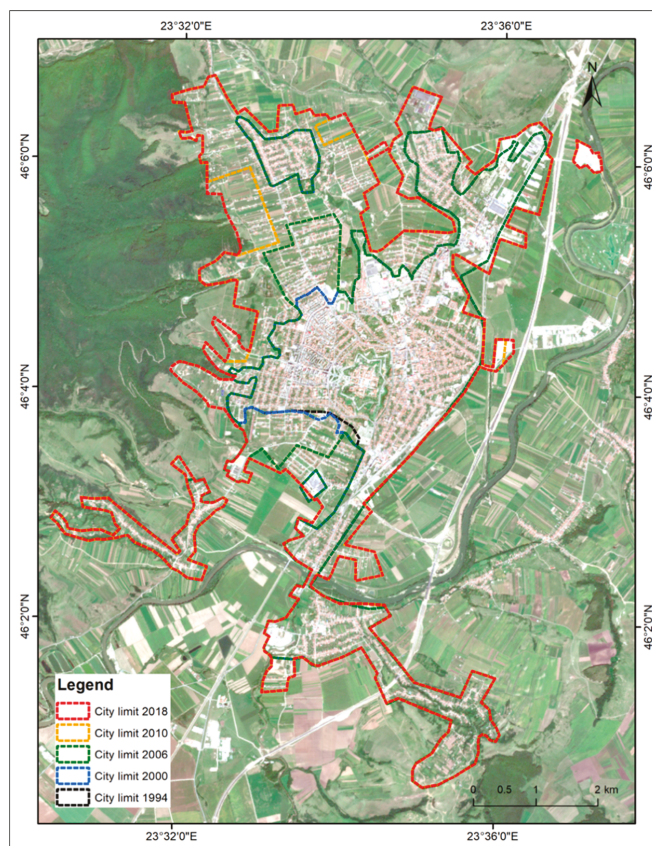 23°32'0"E 23°36'0"E
N
46°6'0"N 46°6'0"N
46°4'0"N 46°4'0"N
46°2'0"N 46°2'0"N
Legend
City limit 2018
City limit 2010
City limit 2006
City limit 2000
City limit 1994
0 0.5 1 2 km
23°32'0"E 23°36'0"E